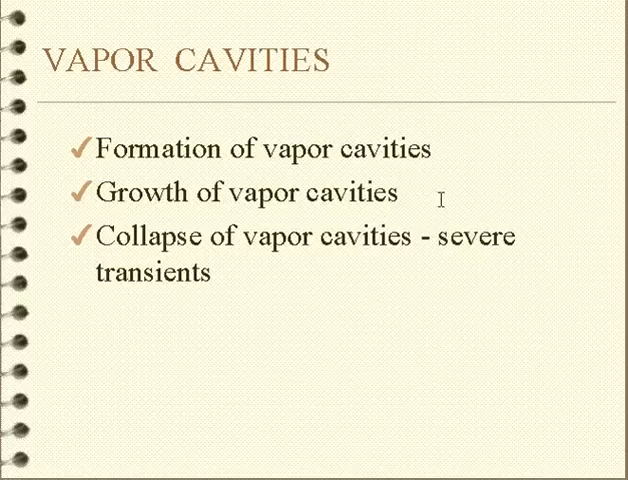 VAPOR CAVITIES
✓Formation of vapor cavities
✓Growth of vapor cavities
✓Collapse of vapor cavities - severe
transients